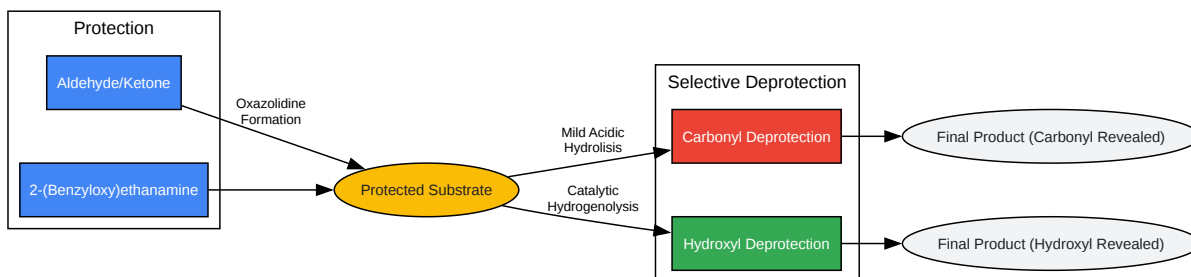 Protection
Aldehyde/Ketone
2-(Benzyloxy)ethanamine
Oxazolidine
Formation
Protected Substrate
Mild Acidic
Hydrolisis
Catalytic
Hydrogenolysis
Selective Deprotection
Carbonyl Deprotection
Hydroxyl Deprotection
Final Product (Carbonyl Revealed)
Final Product (Hydroxyl Revealed)